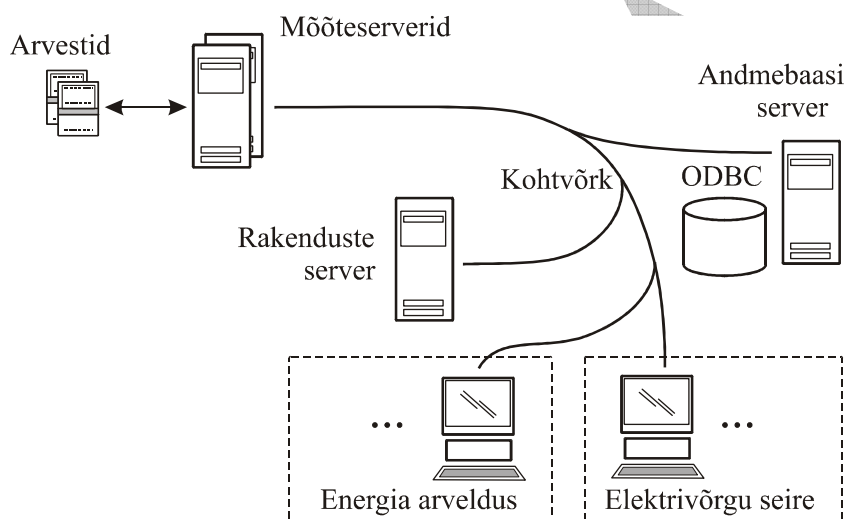 Mõõteserverid
Arvestid
Andmebaasi
server
Kohtvõrk
ODBC
Rakenduste
server
...
...
Energia arveldus
Elektrivõrgu seire